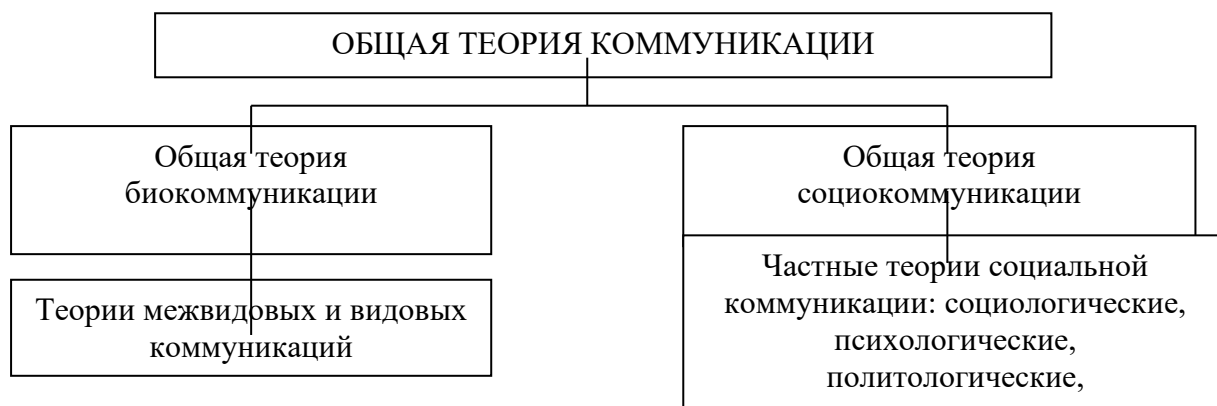 ОБЩАЯ ТЕОРИЯ КОММУНИКАЦИИ
Общая теория
биокоммуникации
Общая теория
социокоммуникации
Теории межвидовых и видовых
коммуникаций
Частные теории социальной
коммуникации: социологические,
психологические,
политологические,